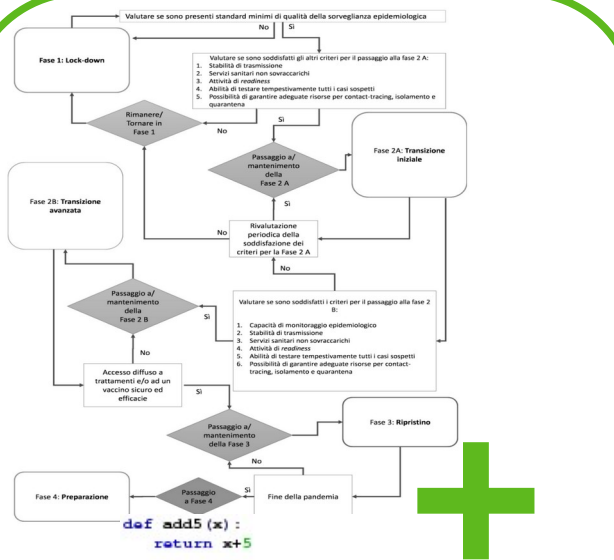 Valutare se sono presenti standard minimi di qualità della sorveglianza epidemiologica
No
Sì
Fase 1: Lock-down
Valutare se sono soddisfatti gli altri criteri per il passaggio alla fase 2 A:
1. Stabilità di trasmissione
2. Servizi sanitari non sovraccarichi
3. Attività di readiness
4. Abilità di testare tempestivamente tutti i casi sospetti
5. Possibilità di garantire adeguate risorse per contact-tracing, isolamento e
quarantena
Rimanere/
Tornare in
Fase 1
No
Sì
Passaggio a/
mantenimento
della
Fase 2 A
Fase 2A: Transizione
iniziale
Sì
Fase 2B: Transizione
avanzata
No
Rivalutazione
periodica della
soddisfazione dei
criteri per la Fase 2 A
No
Passaggio a/
mantenimento
della
Fase 2 B
Sì
Valutare se sono soddisfatti i criteri per il passaggio alla fase 2
B:
1. Capacità di monitoraggio epidemiologico
2. Stabilità di trasmissione
3. Servizi sanitari non sovraccarichi
4. Attività di readiness
5. Abilità di testare tempestivamente tutti i casi sospetti
6. Possibilità di garantire adeguate risorse per contact-
tracing, isolamento e quarantena
No
Accesso diffuso a
trattamenti e/o ad un
vaccino sicuro ed
efficacie
Sì
Passaggio a/
mantenimento
della Fase 3
Fase 3: Ripristino
No
Fase 4: Preparazione
Passaggio
a Fase 4
Sì
Fine della pandemia
def add5(x):
return x+5